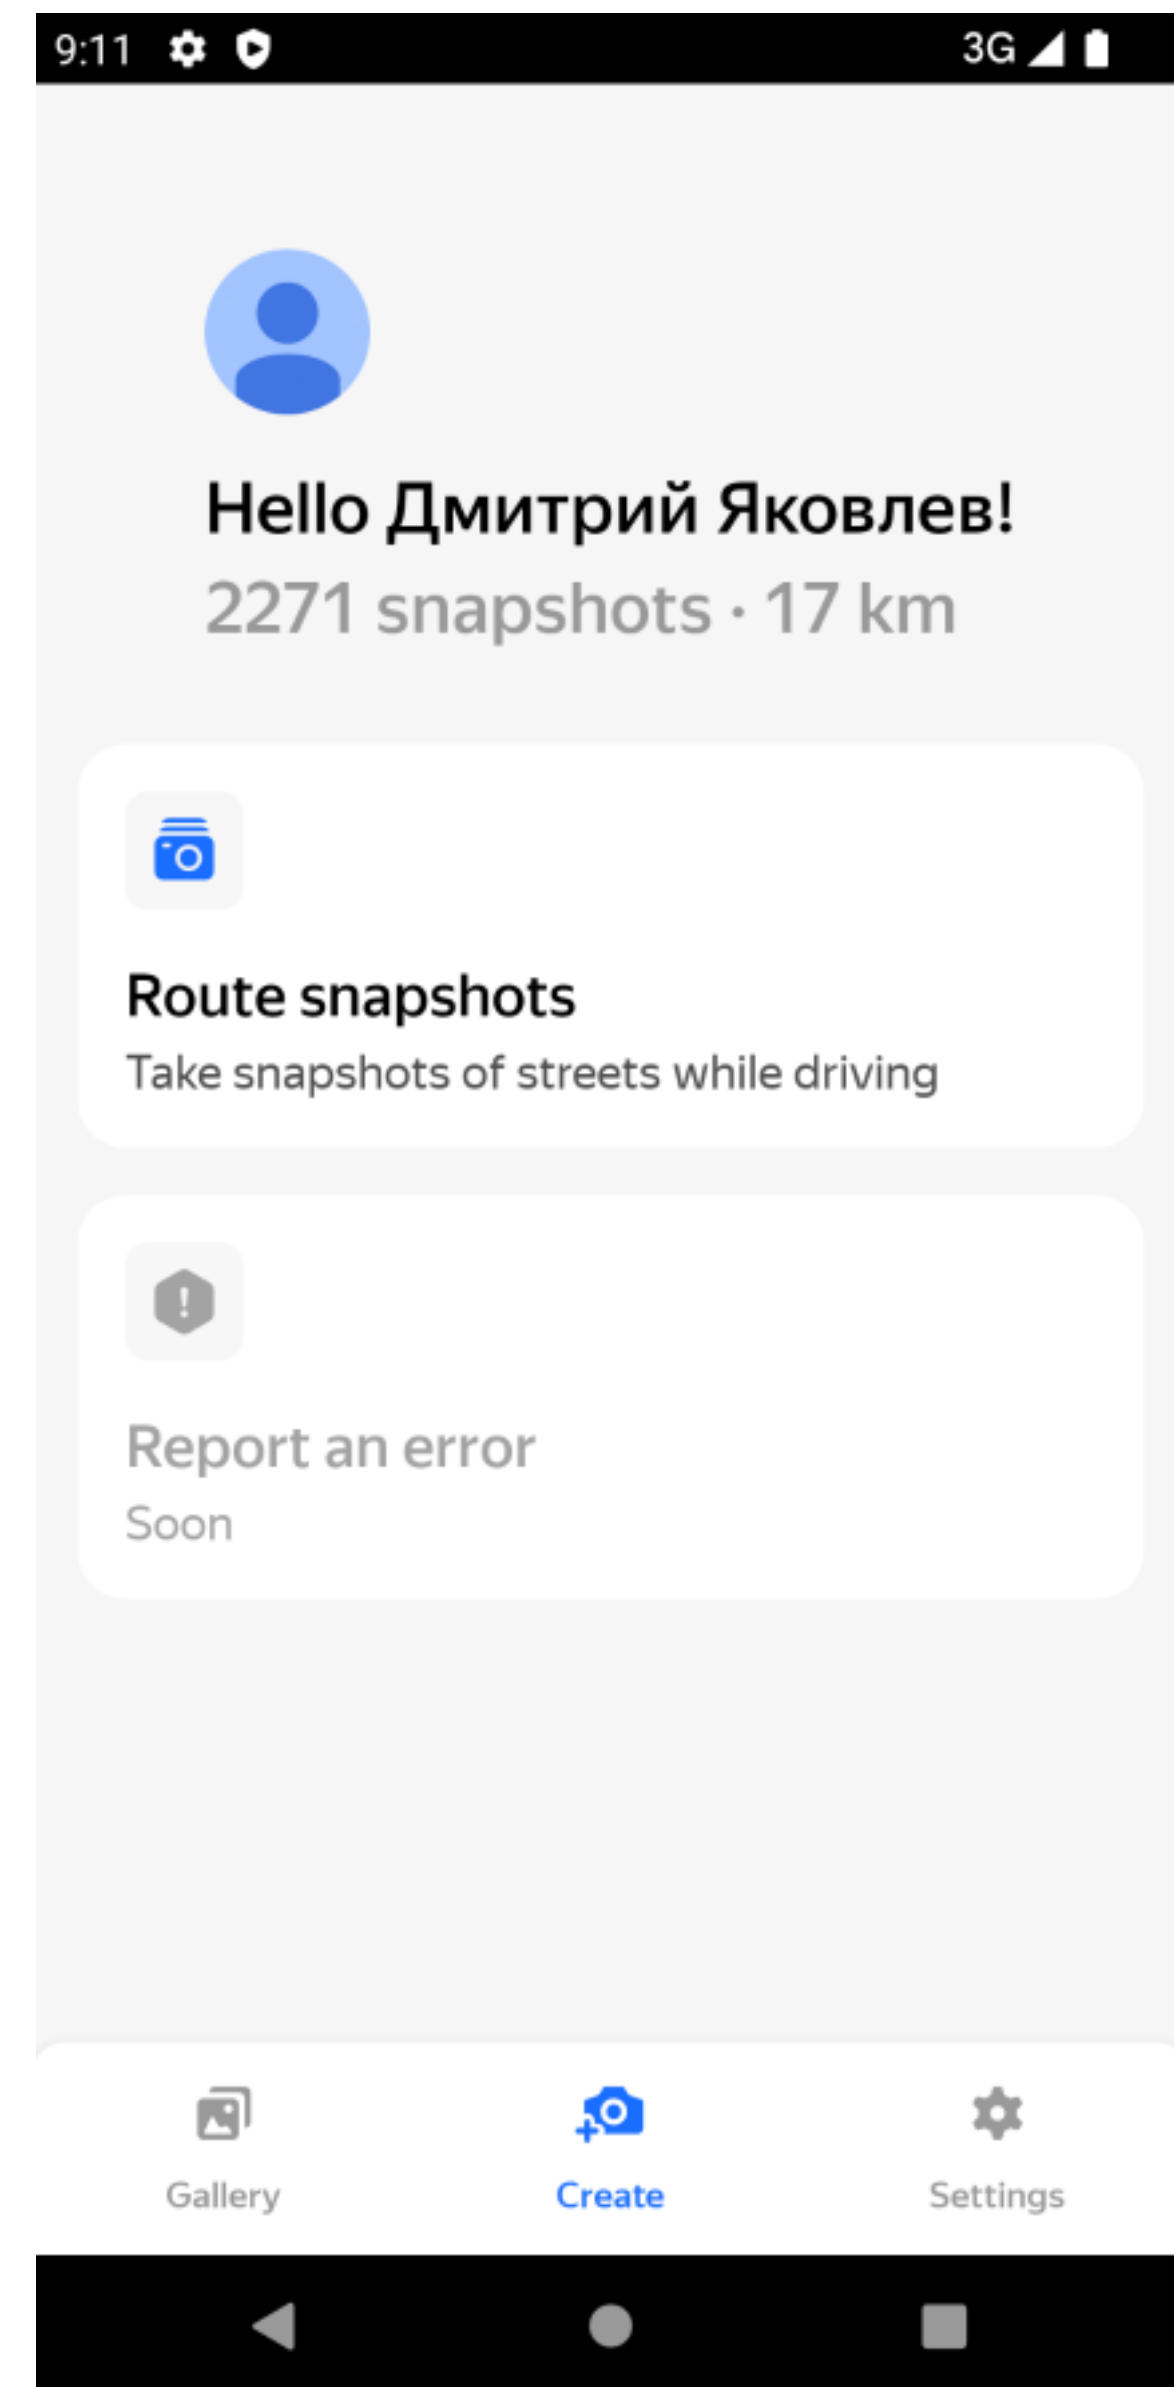 9:11 3G
Hello Дмитрий Яковлев!
2271 snapshots · 17 km
Route snapshots
Take snapshots of streets while driving
Report an error
Soon
Gallery Create Settings